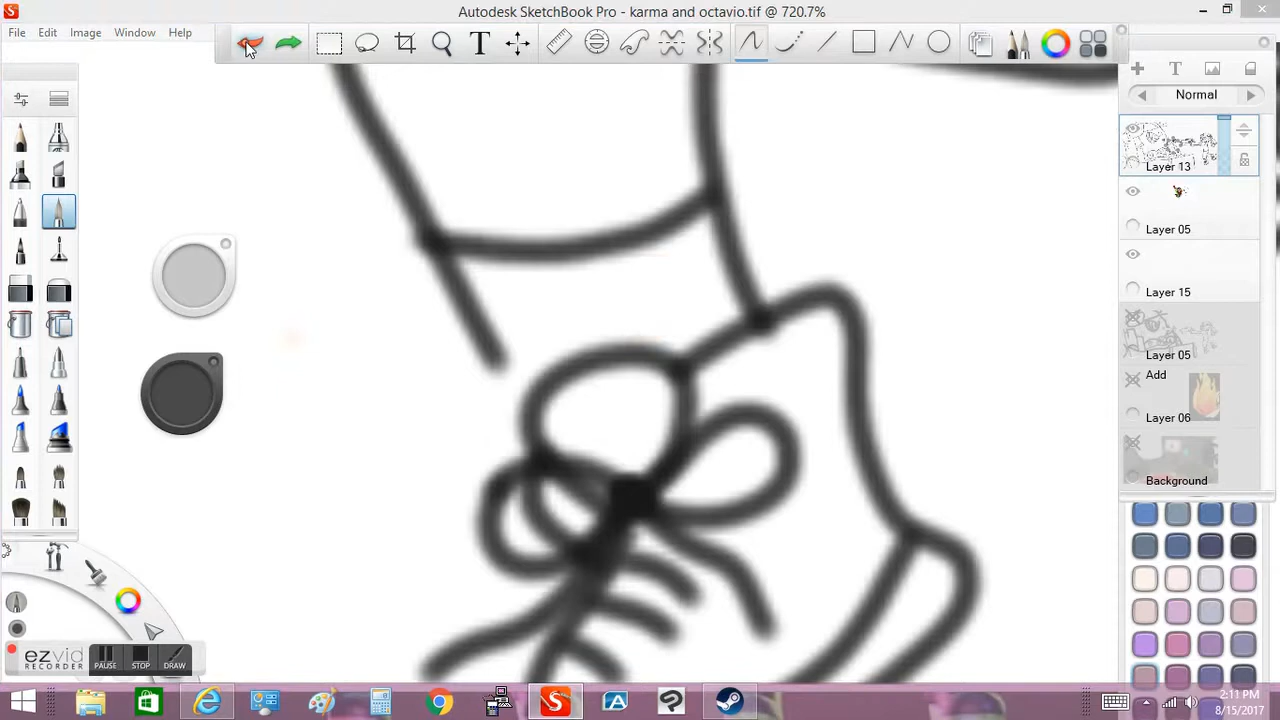 Autodesk SketchBook Pro - karma and octavio.tif @ 720.7%
File Edit Image Window Help
T
T
Normal
Layer 13
Layer 05
Layer 15
Layer 05
Add
Layer 06
Background
ezvid
RECORDER
PAUSE STOP DRAW
2:11 PM
8/15/2017